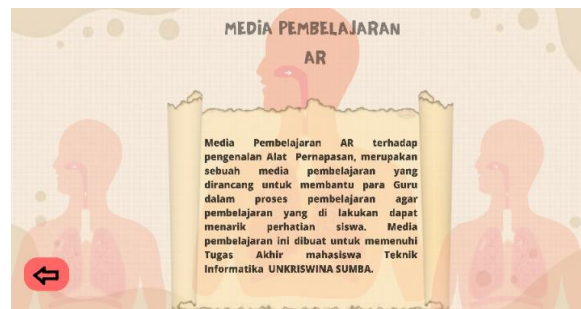 MEDIA PEMBELAJARAN
AR
Media Pembelajaran AR terhadap
pengenalan Alat Pernapasan, merupakan
sebuah media pembelajaran yang
dirancang untuk membantu para Guru
dalam proses pembelajaran agar
pembelajaran yang di lakukan dapat
menarik perhatian siswa. Media
pembelajaran ini dibuat untuk memenuhi
Tugas Akhir mahasiswa Teknik
Informatika UNKRISWINA SUMBA.